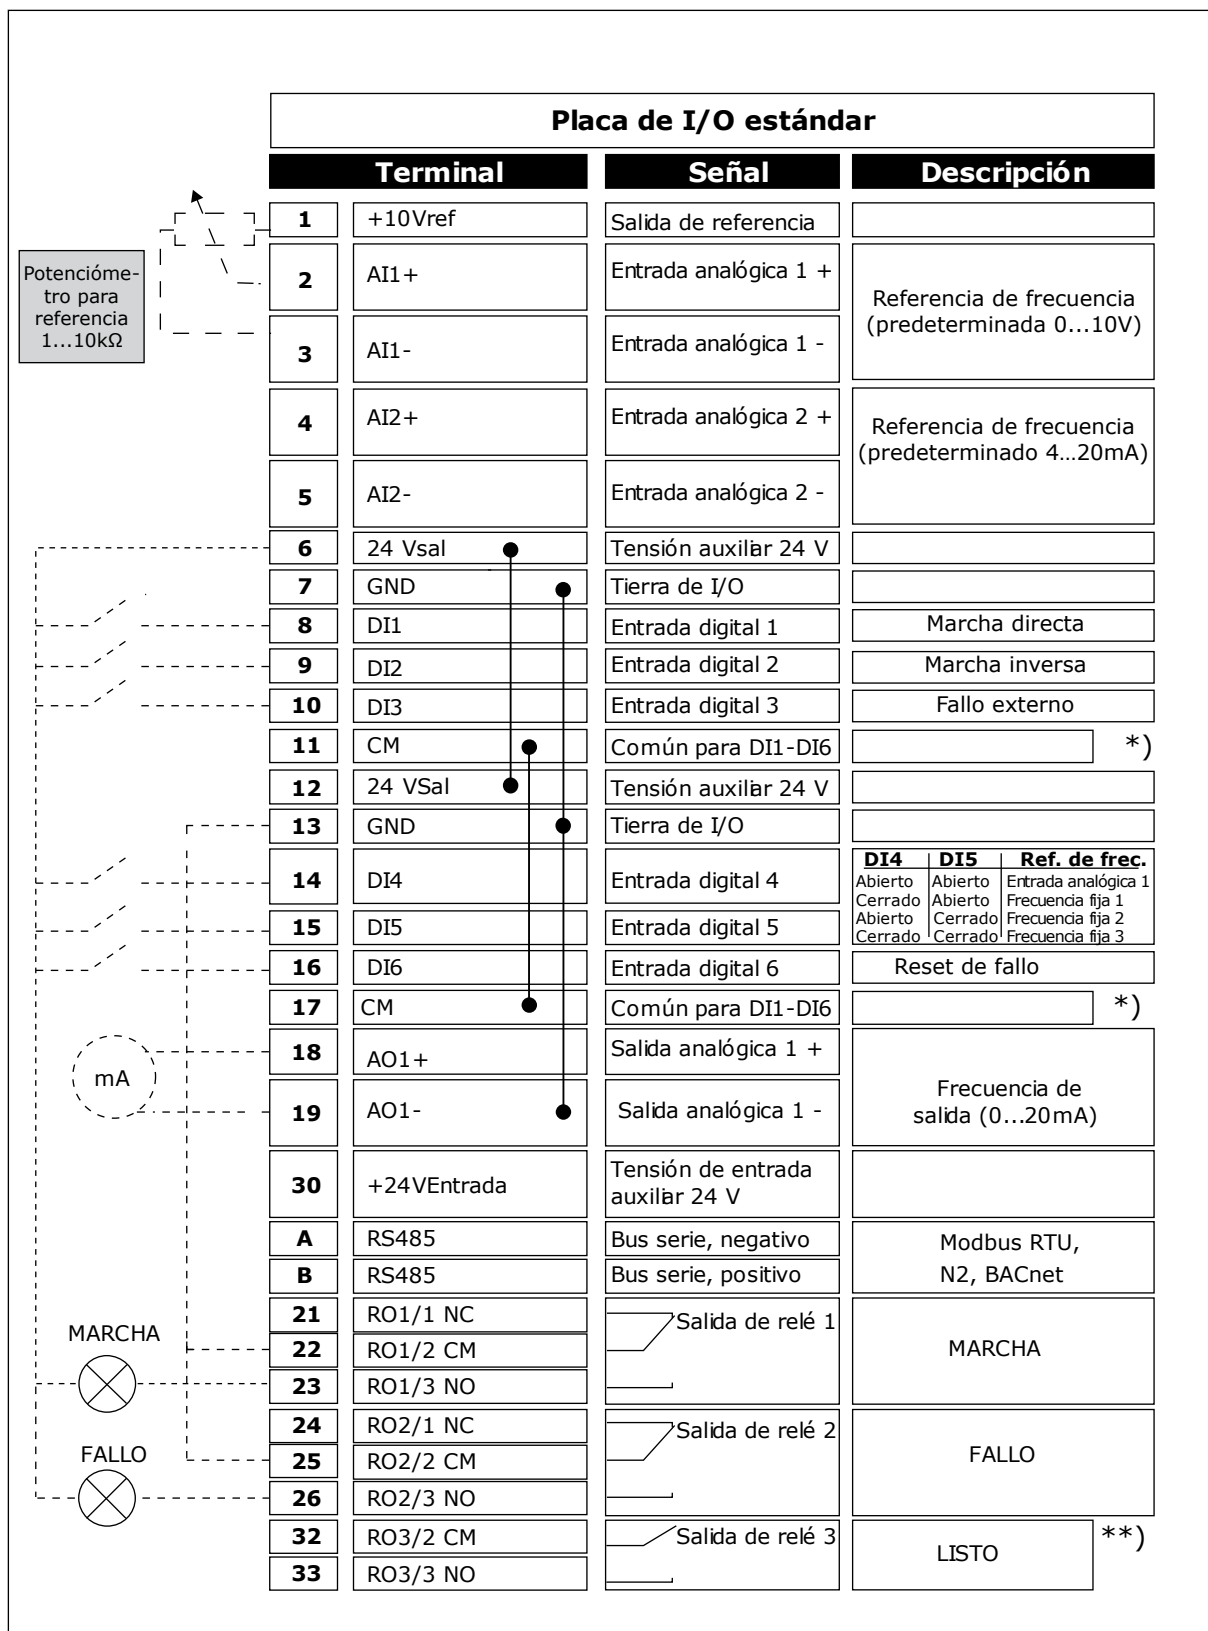 Placa de I/O estándar
Terminal Señal Descripción
Potencióme-
tro para
referencia
1...10kΩ
1 +10Vref Salida de referencia
2 AI1+ Entrada analógica 1 +
3 AI1- Entrada analógica 1 -
Referencia de frecuencia
(predeterminada 0...10V)
4 AI2+ Entrada analógica 2 +
5 AI2- Entrada analógica 2 -
Referencia de frecuencia
(predeterminado 4...20mA)
6 24 Vsal Tensión auxiliar 24 V
7 GND Tierra de I/O
8 DI1 Entrada digital 1 Marcha directa
9 DI2 Entrada digital 2 Marcha inversa
10 DI3 Entrada digital 3 Fallo externo
11 CM Común para DI1-DI6 *)
12 24 VSal Tensión auxiliar 24 V
13 GND Tierra de I/O
14 DI4 Entrada digital 4
15 DI5 Entrada digital 5
DI4 DI5 Ref. de frec.
Abierto Abierto Entrada analógica 1
Cerrado Abierto Frecuencia fija 1
Abierto Cerrado Frecuencia fija 2
Cerrado Cerrado Frecuencia fija 3
16 DI6 Entrada digital 6 Reset de fallo
17 CM Común para DI1-DI6 *)
mA
18 AO1+ Salida analógica 1 +
19 AO1- Salida analógica 1 -
Frecuencia de
salida (0...20mA)
30 +24VEntrada Tensión de entrada
auxiliar 24 V
A RS485 Bus serie, negativo
B RS485 Bus serie, positivo
Modbus RTU,
N2, BACnet
MARCHA
21 RO1/1 NC Salida de relé 1
22 RO1/2 CM MARCHA
23 RO1/3 NO
FALLO
24 RO2/1 NC Salida de relé 2
25 RO2/2 CM FALLO
26 RO2/3 NO
32 RO3/2 CM Salida de relé 3 **)
LISTO
33 RO3/3 NO